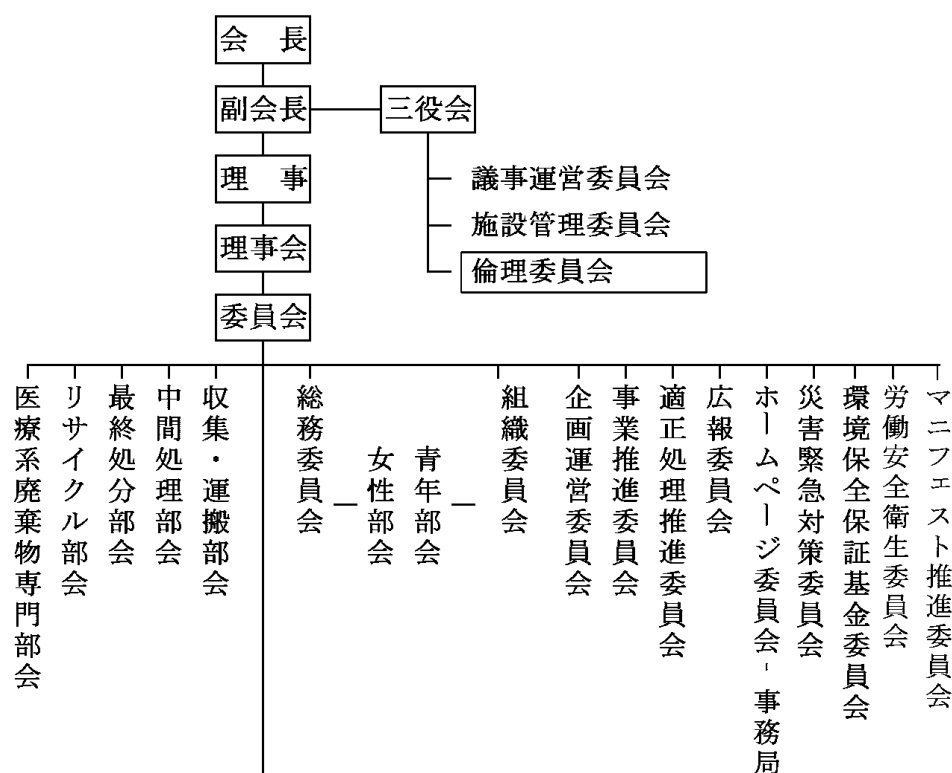 会　長
副会長
三役会
理　事
議事運営委員会
施設管理委員会
理事会
倫理委員会
委員会
医療系廃棄物専門部会
リサイクル部会
最終処分部会
中間処理部会
収集・運搬部会
総務委員会
女性部会
青年部会
組織委員会
企画運営委員会
事業推進委員会
適正処理推進委員会
広報委員会
ホームページ委員会-事務局
災害緊急対策委員会
環境保全保証基金委員会
労働安全衛生委員会
マニフェスト推進委員会